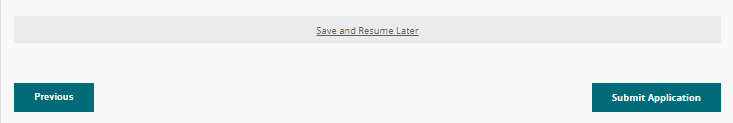 Save and Resume Later
Previous
Submit Application